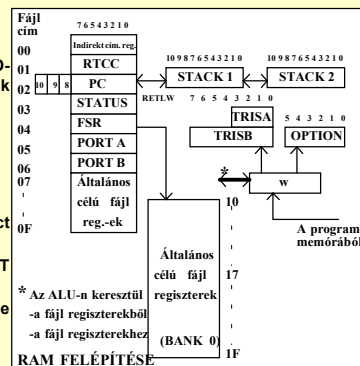 Fájl
cím
7 6 5 4 3 2 1 0
00 Indirekt cím. reg.
01 RTCC
02 10 9 8 PC
10 9 8 7 6 5 4 3 2 1 0
STACK 1
10 9 8 7 6 5 4 3 2 1 0
STACK 2
RETLW
03 STATUS
04 FSR
05 PORT A
06 PORT B
07 Általános
célú fájl
reg.-ek
0F
7 6 5 4 3 2 1 0
TRISA
TRISB
5 4 3 2 1 0
OPTION
*
w
A program
memóráből
10
Általános
célú fájl
regiszterek
17
(BANK 0)
1F
* Az ALU-n keresztül
-a fájl regiszterekből
-a fájl regiszterekhez
RAM FELÉPÍTÉSE